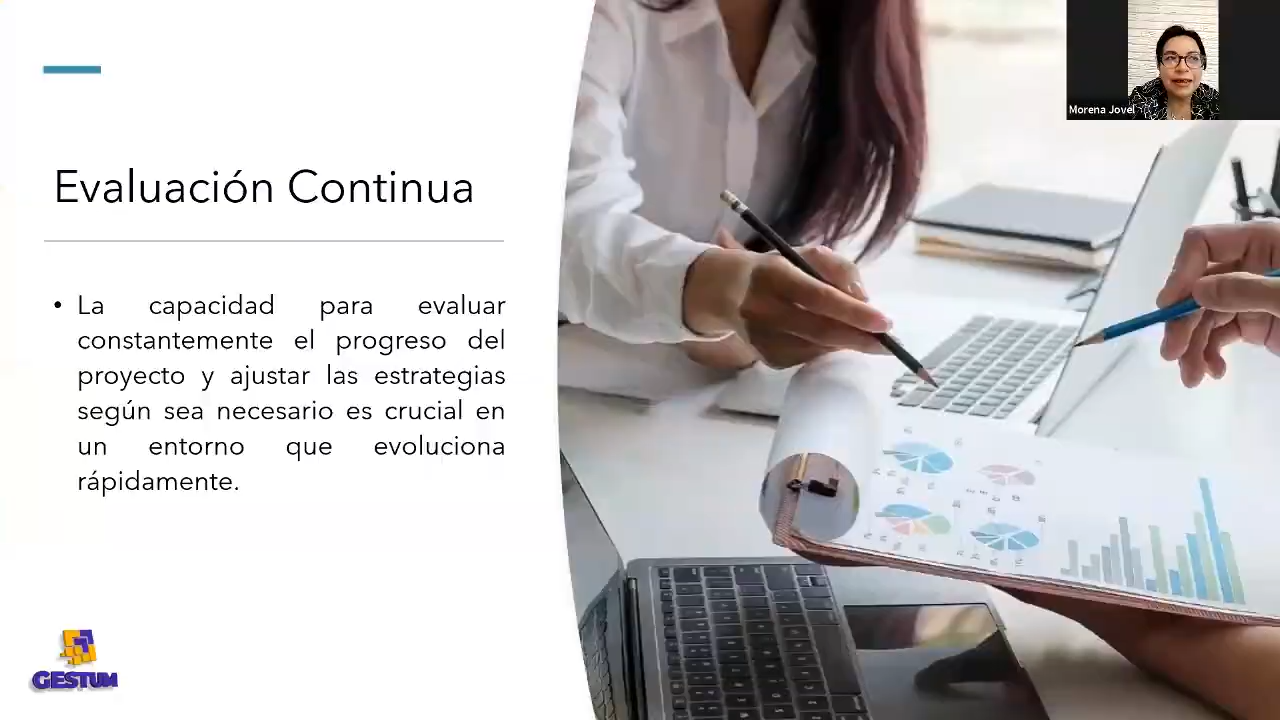 Morena Jovel
Evaluación Continua
• La capacidad para evaluar
constantemente el progreso del
proyecto y ajustar las estrategias
según sea necesario es crucial en
un entorno que evoluciona
rápidamente.
GESTUM